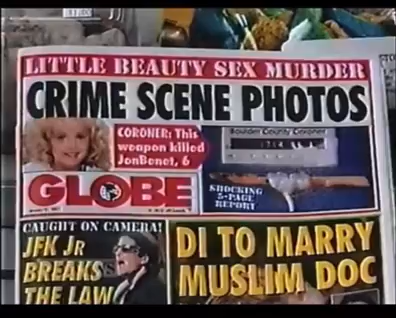 LITTLE BEAUTY SEX MURDER
CRIME SCENE PHOTOS
CORONER: This
weapon killed
JonBenet, 6
Boulder County Coroner
GLOBE
SHOCKING
5-PAGE
REPORT
CAUGHT ON CAMERA!
JFK Jr
BREAKS
THE LAW
DI TO MARRY
MUSLIM DOC